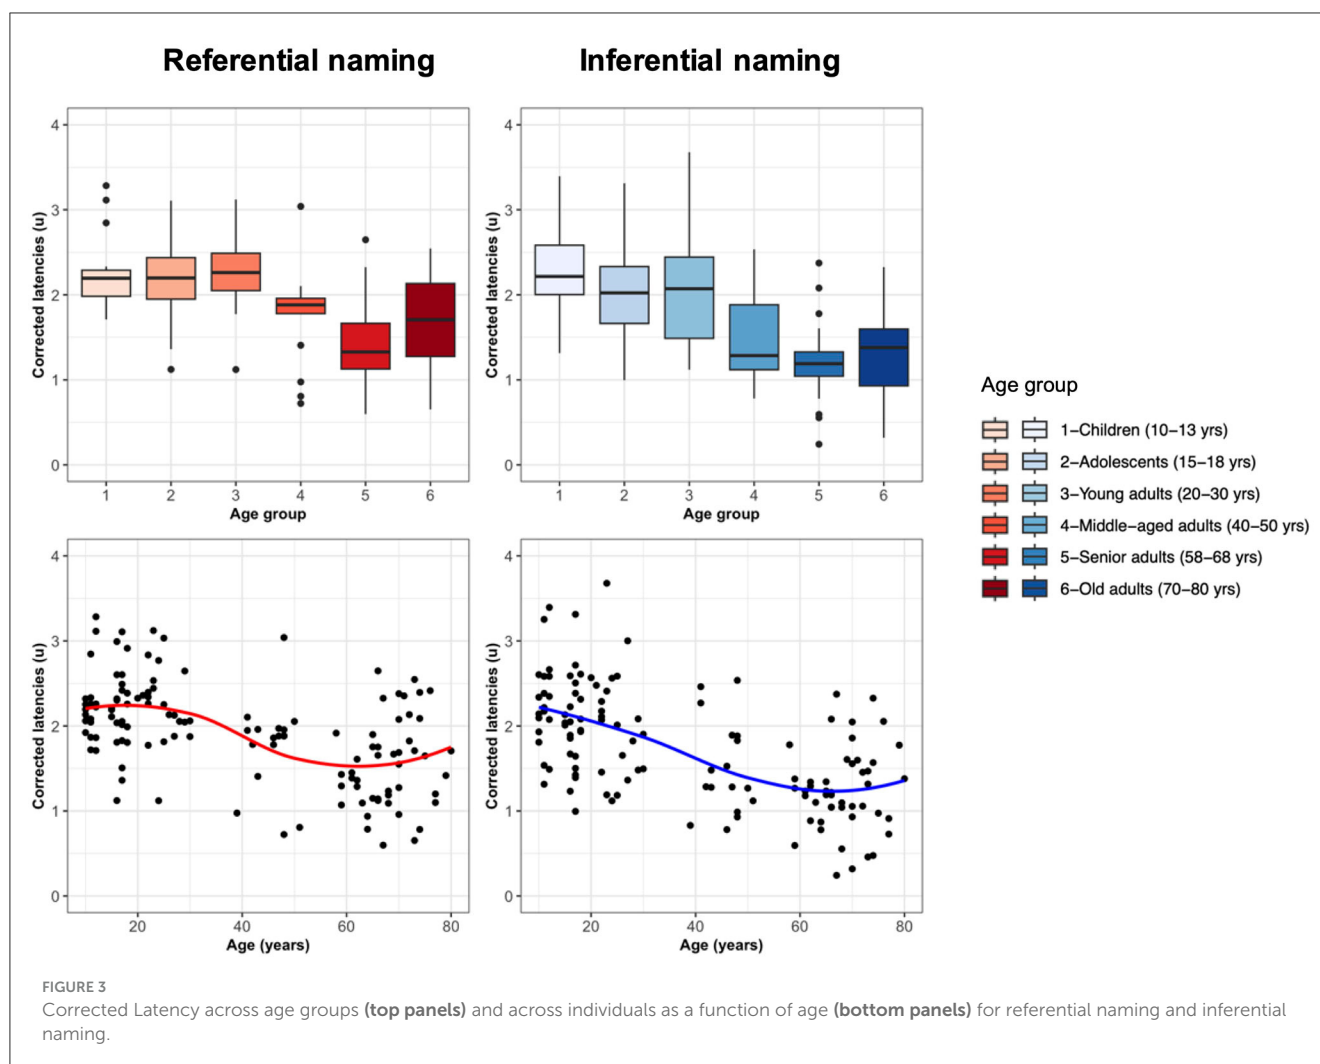 Referential naming
Inferential naming
4
3
2
1
0
Corrected latencies (u)
1 2 3 4 5 6
Age group
4
3
2
1
0
Corrected latencies (u)
1 2 3 4 5 6
Age group
Age group
1–Children (10–13 yrs)
2–Adolescents (15–18 yrs)
3–Young adults (20–30 yrs)
4–Middle–aged adults (40–50 yrs)
5–Senior adults (58–68 yrs)
6–Old adults (70–80 yrs)
4
3
2
1
0
Corrected latencies (u)
20 40 60 80
Age (years)
4
3
2
1
0
Corrected latencies (u)
20 40 60 80
Age (years)
FIGURE 3
Corrected Latency across age groups (top panels) and across individuals as a function of age (bottom panels) for referential naming and inferential
naming.